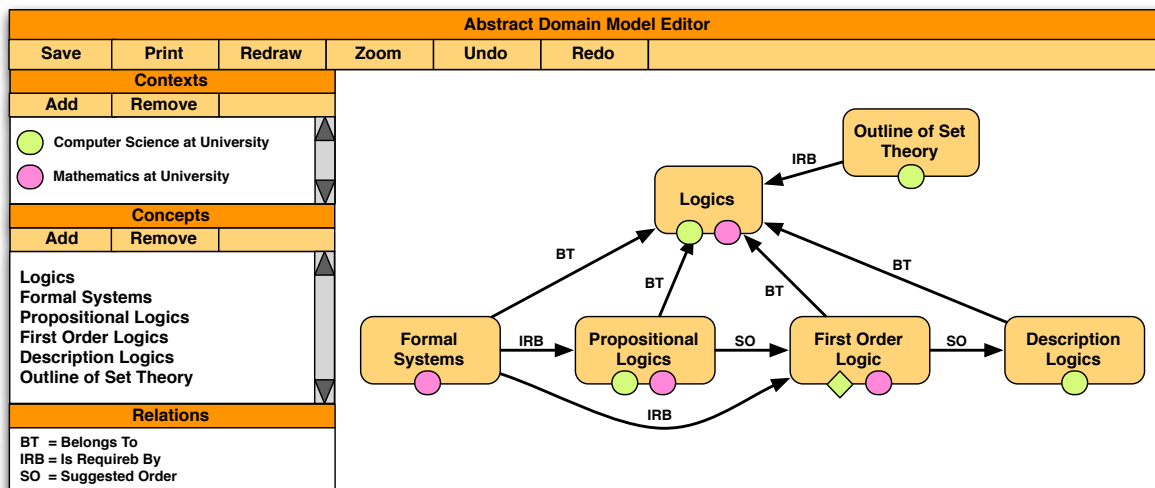 Abstract Domain Model Editor
Save Print Redraw Zoom Undo Redo
Contexts
Add Remove
Computer Science at University
Mathematics at University
Concepts
Add Remove
Logics
Formal Systems
Propositional Logics
First Order Logics
Description Logics
Outline of Set Theory
Relations
BT = Belongs To
IRB = Is Requireb By
SO = Suggested Order
Outline of Set
Theory
IRB
Logics
BT
BT
BT
BT
Formal
Systems
IRB
Propositional
Logics
SO
First Order
Logic
SO
Description
Logics
IRB